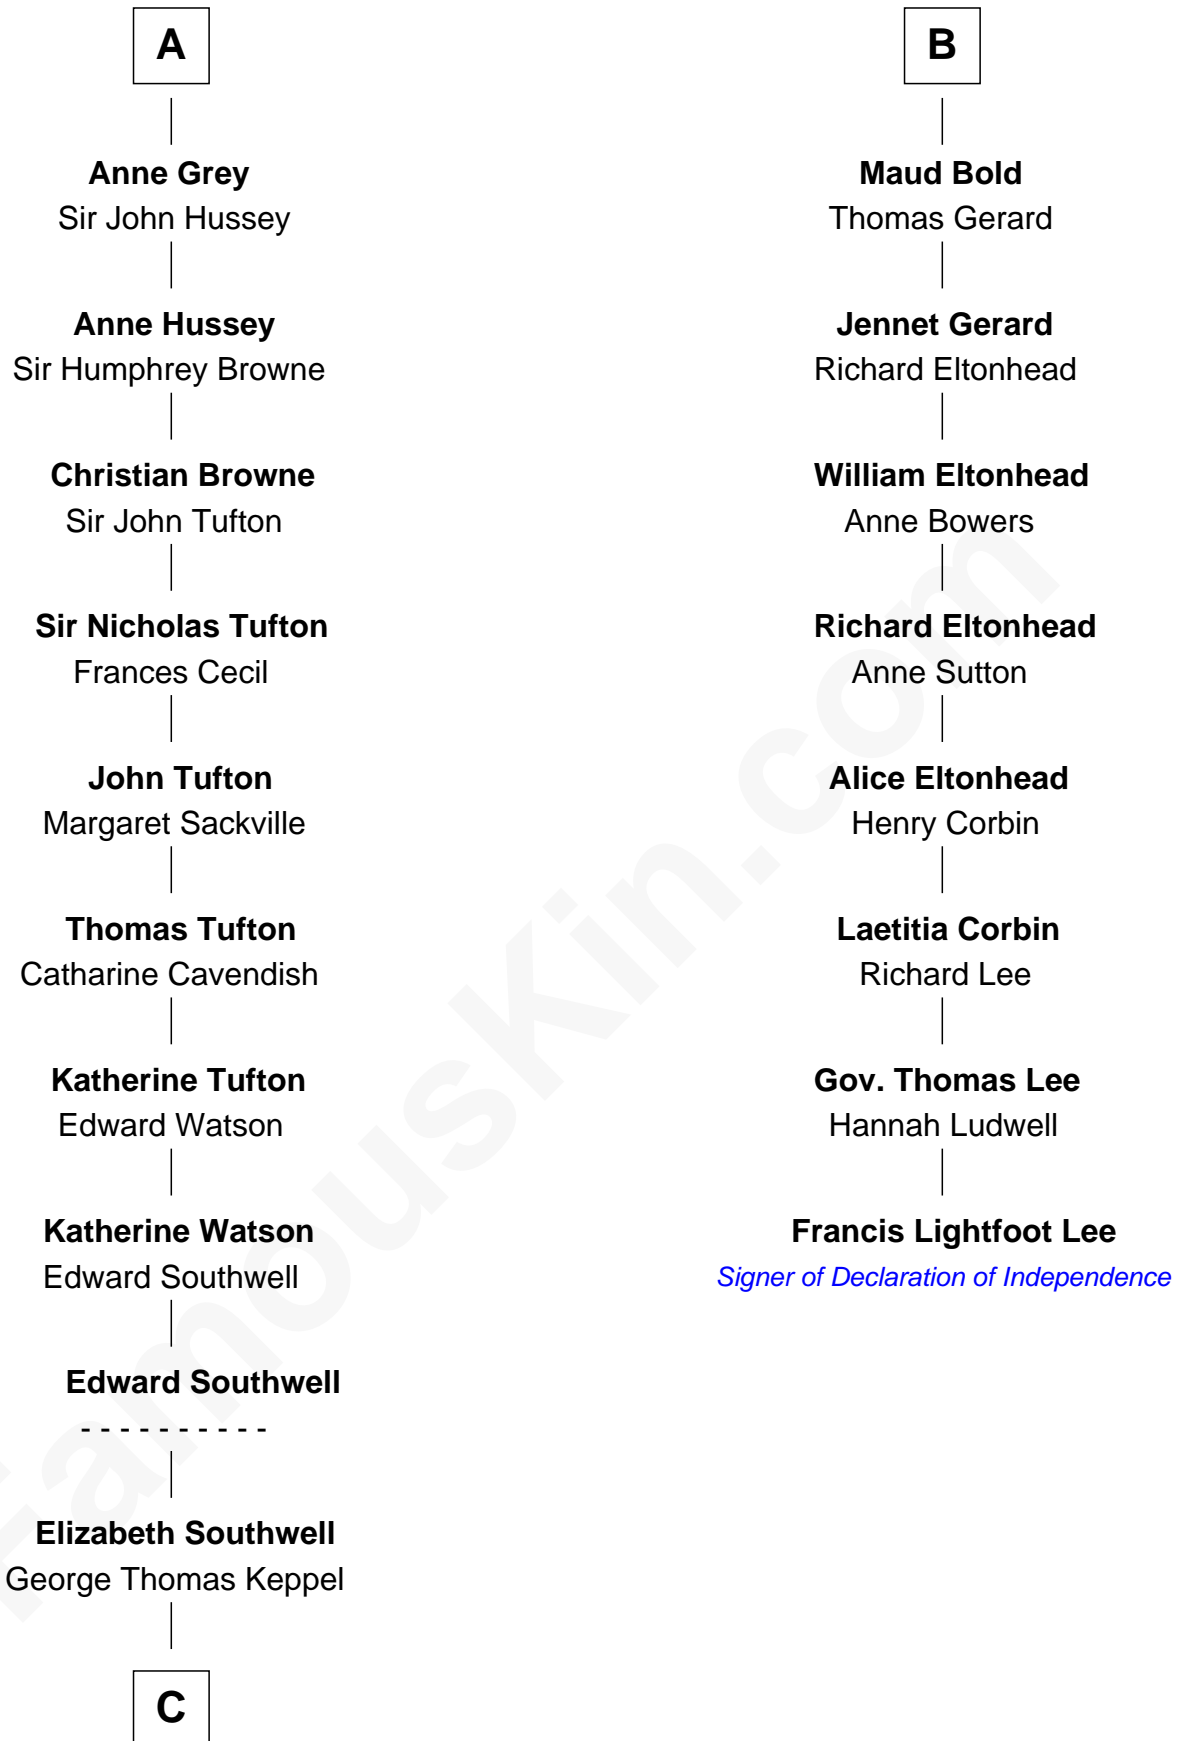 A
Anne Grey
Sir John Hussey
Anne Hussey
Sir Humphrey Browne
Christian Browne
Sir John Tufton
Sir Nicholas Tufton
Frances Cecil
John Tufton
Margaret Sackville
Thomas Tufton
Catharine Cavendish
Katherine Tufton
Edward Watson
Katherine Watson
Edward Southwell
Edward Southwell
- - - - - - - - - -
Elizabeth Southwell
George Thomas Keppel
C
B
Maud Bold
Thomas Gerard
Jennet Gerard
Richard Eltonhead
William Eltonhead
Anne Bowers
Richard Eltonhead
Anne Sutton
Alice Eltonhead
Henry Corbin
Laetitia Corbin
Richard Lee
Gov. Thomas Lee
Hannah Ludwell
Francis Lightfoot Lee
Signer of Declaration of Independence
FamousKin.com